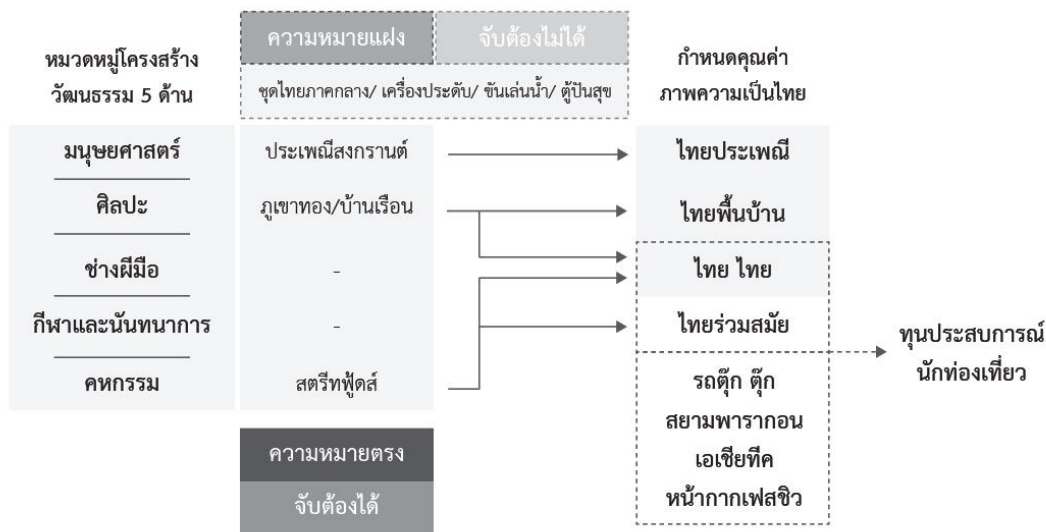 ความหมายแฝง
จับต้องไม่ได้
หมวดหมู่โครงสร้าง
วัฒนธรรม 5 ด้าน
ชุดไทยภาคกลาง/ เครื่องประดับ/ ขันเล่นน้ำ/ ตู้ปันสุข
กำหนดคุณค่า
ภาพความเป็นไทย
มนุษยศาสตร์
ประเพณีสงกรานต์
ไทยประเพณี
ศิลปะ
ภูเขาทอง/บ้านเรือน
ไทยพื้นบ้าน
ช่างผีมือ
-
ไทย ไทย
กีฬาและนันทนาการ
-
ไทยร่วมสมัย
ทุนประสบการณ์
นักท่องเที่ยว
คหกรรม
สตรีทฟู้ดส์
รถตุ๊ก ตุ๊ก
สยามพารากอน
เอเชียทีค
หน้ากากเฟสชิว
ความหมายตรง
จับต้องได้